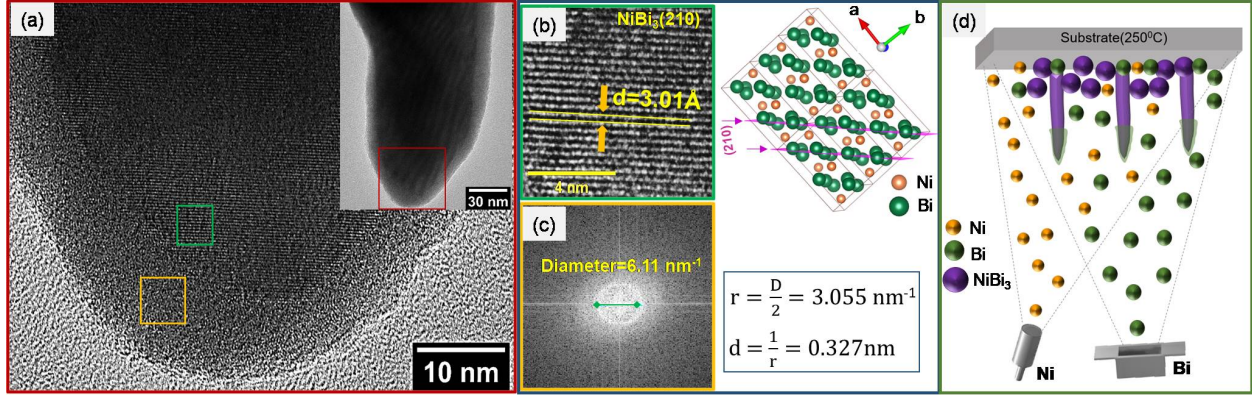 (a)
30 nm
10 nm
(b)
NiBi₃(210)
d=3.01Å
4 nm
a
b
(210)
Ni
Bi
(c)
Diameter=6.11 nm⁻¹
r = D/2 = 3.055 nm⁻¹
d = 1/r = 0.327nm
(d)
Substrate(250⁰C)
Ni
Bi
NiBi₃
Ni
Bi